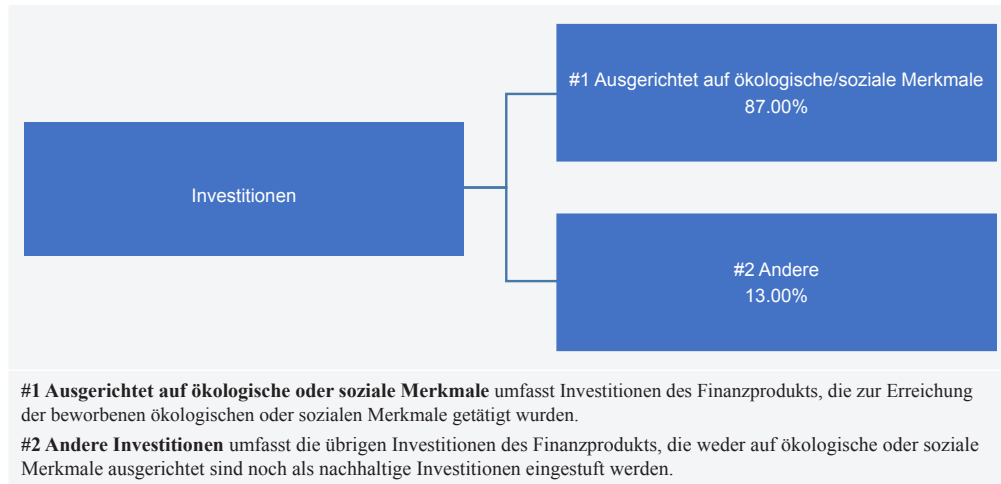 #1 Ausgerichtet auf ökologische/soziale Merkmale
87.00%
Investitionen
#2 Andere
13.00%
#1 Ausgerichtet auf ökologische oder soziale Merkmale umfasst Investitionen des Finanzprodukts, die zur Erreichung
der beworbenen ökologischen oder sozialen Merkmale getätigt wurden.
#2 Andere Investitionen umfasst die übrigen Investitionen des Finanzprodukts, die weder auf ökologische oder soziale
Merkmale ausgerichtet sind noch als nachhaltige Investitionen eingestuft werden.